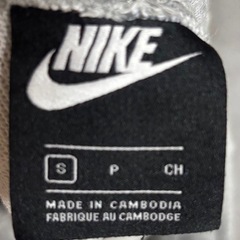 NIKE
S P CH
MADE IN CAMBODIA
FABRIQUE AU CAMBODGE